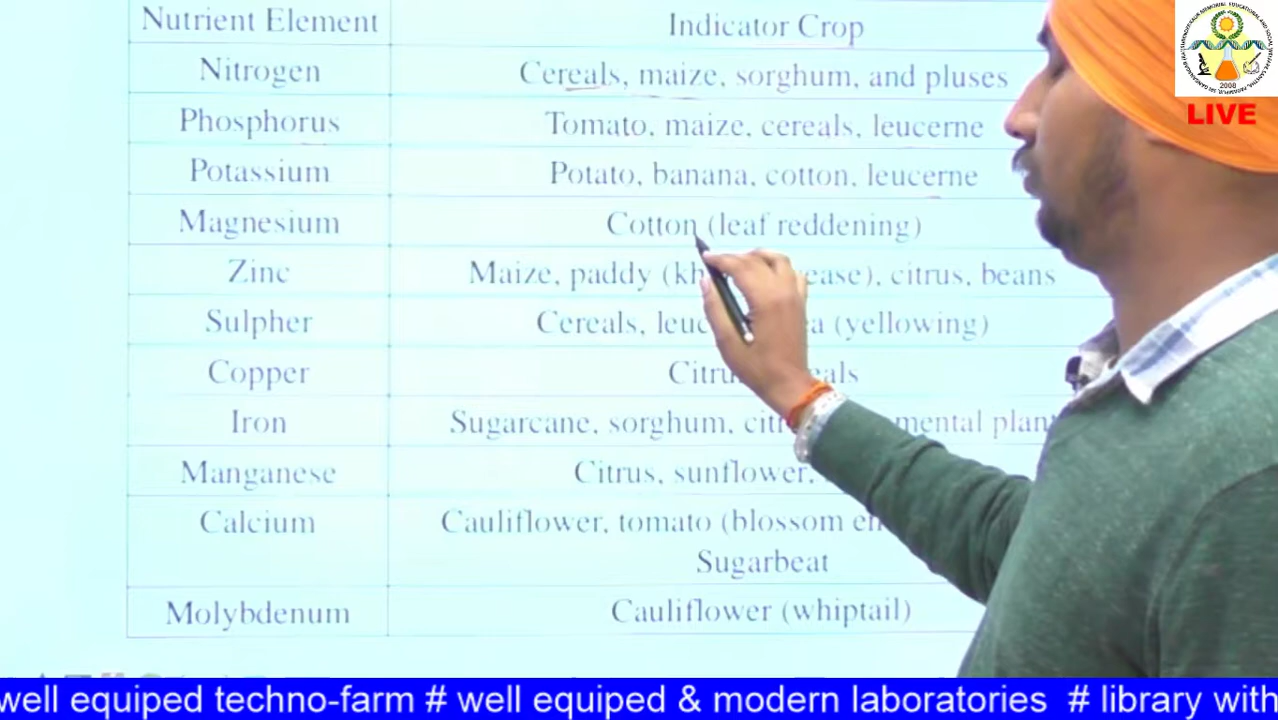 Nutrient Element Indicator Crop
Nitrogen Cereals, maize, sorghum, and pluses
Phosphorus Tomato, maize, cereals, leucerne
Potassium Potato, banana, cotton, leucerne
Magnesium Cotton (leaf reddening)
Zinc Maize, paddy citrus, beans
Sulpher Cereals, (yellowing)
Copper
Iron Sugarcane, sorghum,
Manganese Citrus, sunflower,
Calcium Cauliflower, tomato (blossom
Sugarbeat
Molybdenum Cauliflower (whiptail)
2008
LIVE
well equiped techno-farm # well equiped & modern laboratories # library with